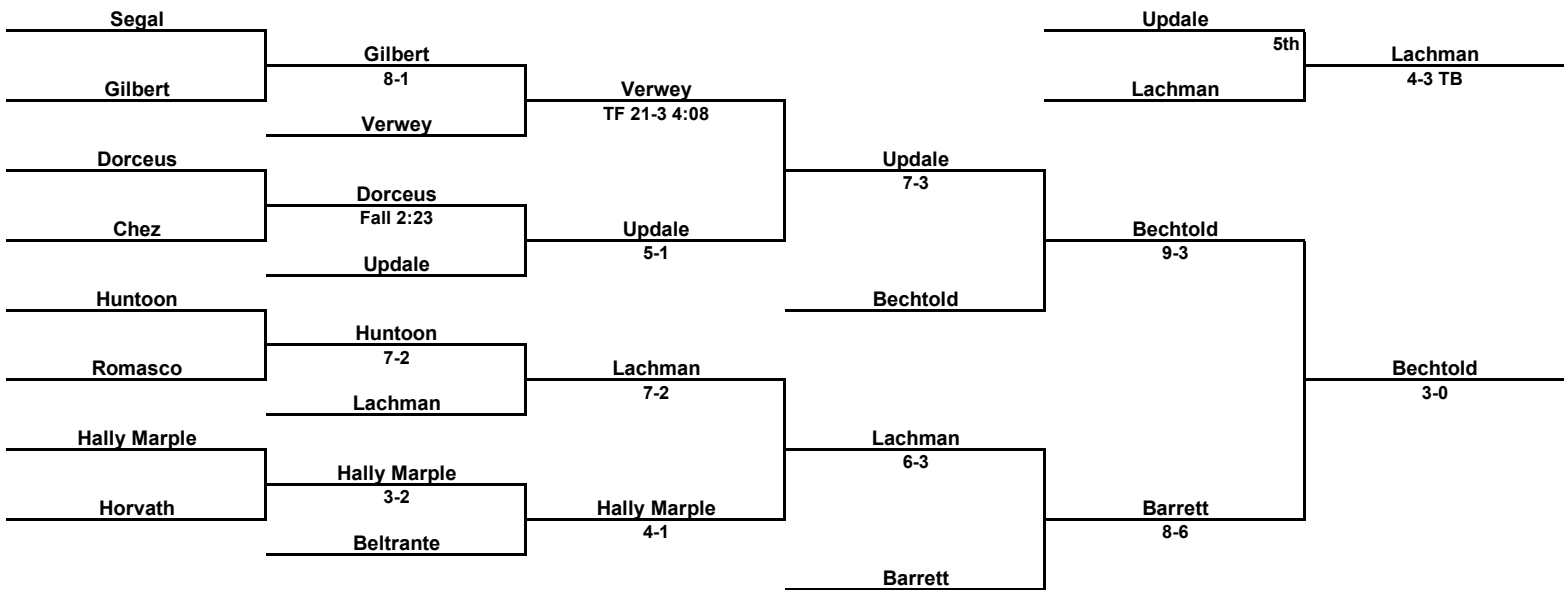 Segal
Gilbert
8-1
Gilbert
Verwey
Verwey
TF 21-3 4:08
Dorceus
Dorceus
Fall 2:23
Chez
Updale
Updale
5-1
Updale
7-3
Bechtold
Bechtold
9-3
Huntoon
Huntoon
7-2
Romasco
Lachman
Lachman
7-2
Hally Marple
Hally Marple
3-2
Horvath
Beltrante
Hally Marple
4-1
Lachman
6-3
Barrett
Barrett
8-6
Bechtold
3-0
Updale
5th
Lachman
Lachman
4-3 TB